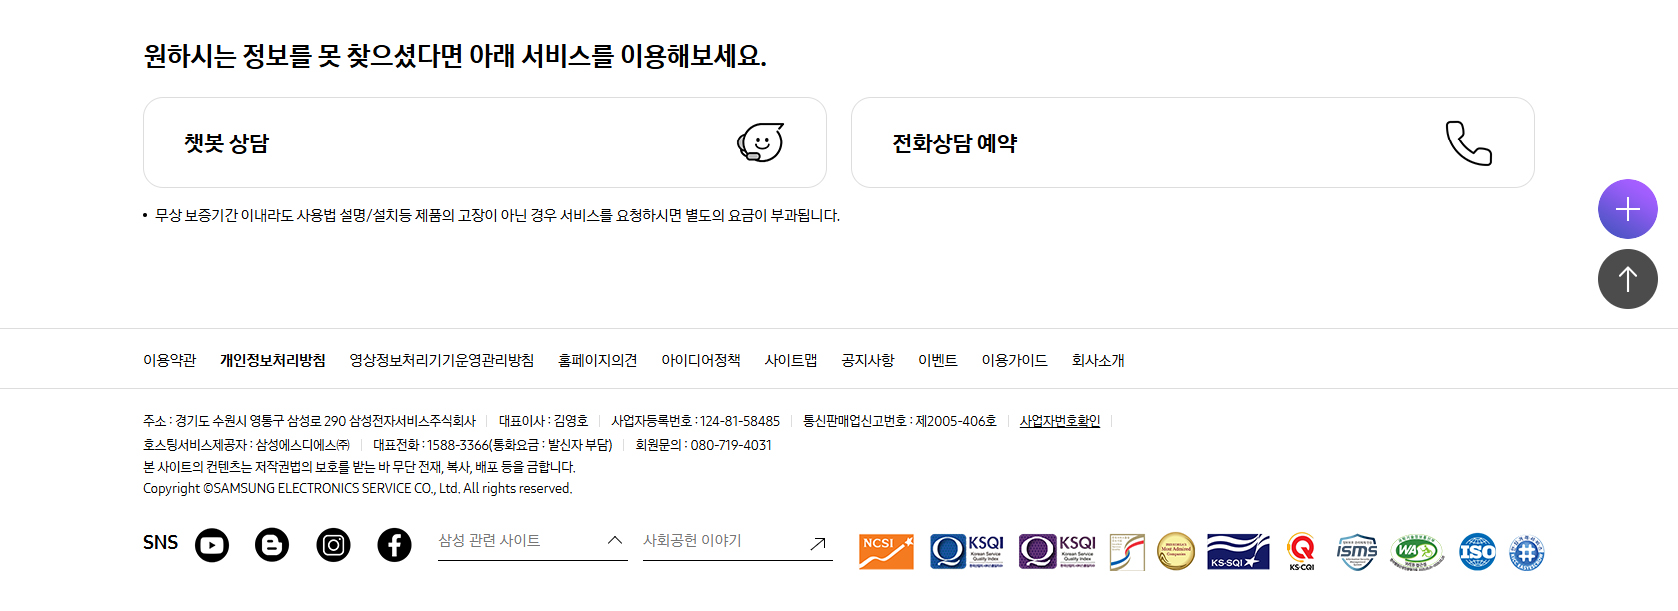 원하시는 정보를 못 찾으셨다면 아래 서비스를 이용해보세요.
챗봇 상담
전화상담 예약
• 무상 보증기간 이내라도 사용법 설명/설치등 제품의 고장이 아닌 경우 서비스를 요청하시면 별도의 요금이 부과됩니다.
이용약관 개인정보처리방침 영상정보처리기기운영관리방침 홈페이지의견 아이디어정책 사이트맵 공지사항 이벤트 이용가이드 회사소개
주소 : 경기도 수원시 영통구 삼성로 290 삼성전자서비스주식회사 | 대표이사 : 김영호 | 사업자등록번호 : 124-81-58485 | 통신판매업신고번호 : 제2005-406호 | 사업자번호확인 |
호스팅서비스제공자 : 삼성에스디에스㈜ | 대표전화 : 1588-3366(통화요금 : 발신자 부담) | 회원문의 : 080-719-4031
본 사이트의 컨텐츠는 저작권법의 보호를 받는 바 무단 전재, 복사, 배포 등을 금합니다.
Copyright ©SAMSUNG ELECTRONICS SERVICE CO., Ltd. All rights reserved.
SNS
삼성 관련 사이트
사회공헌 이야기
NCSI
KSQI
Korean Service
Quality Index
KSQI
Korean Service
Quality Index
Most Admired
KS-SQI
KS-CQI
ISMS
WA
ISO